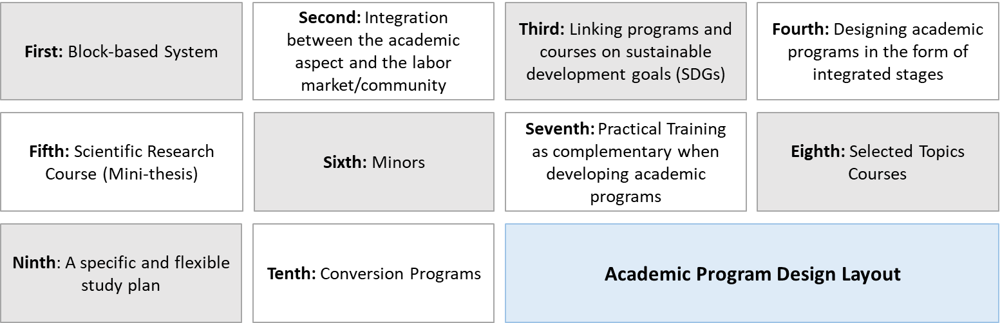 First: Block-based System
Second: Integration
between the academic
aspect and the labor
market/community
Third: Linking programs and
courses on sustainable
development goals (SDGs)
Fourth: Designing academic
programs in the form of
integrated stages
Fifth: Scientific Research
Course (Mini-thesis)
Sixth: Minors
Seventh: Practical Training
as complementary when
developing academic
programs
Eighth: Selected Topics
Courses
Ninth: A specific and flexible
study plan
Tenth: Conversion Programs
Academic Program Design Layout